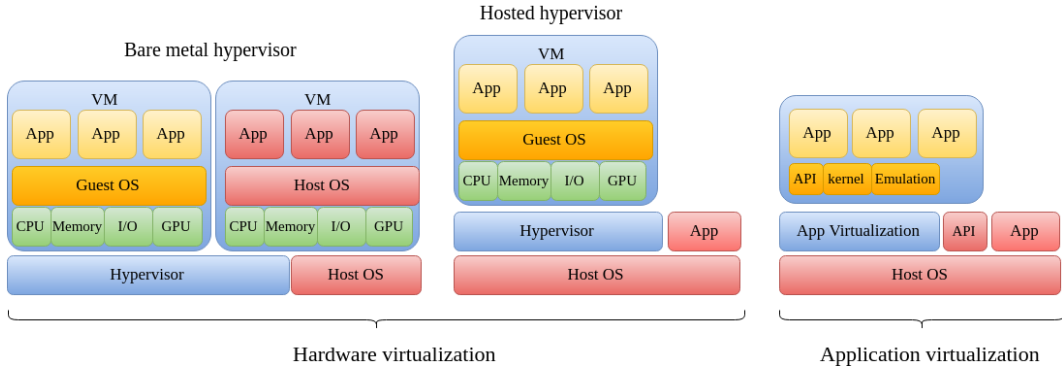 Hosted hypervisor
Bare metal hypervisor
VM
App App App
Guest OS
CPU Memory I/O GPU
VM
App App App
Host OS
CPU Memory I/O GPU
Hypervisor
Host OS
VM
App App App
Guest OS
CPU Memory I/O GPU
Hypervisor
App
Host OS
App App App
API kernel Emulation
App Virtualization
API
App
Host OS
Hardware virtualization
Application virtualization